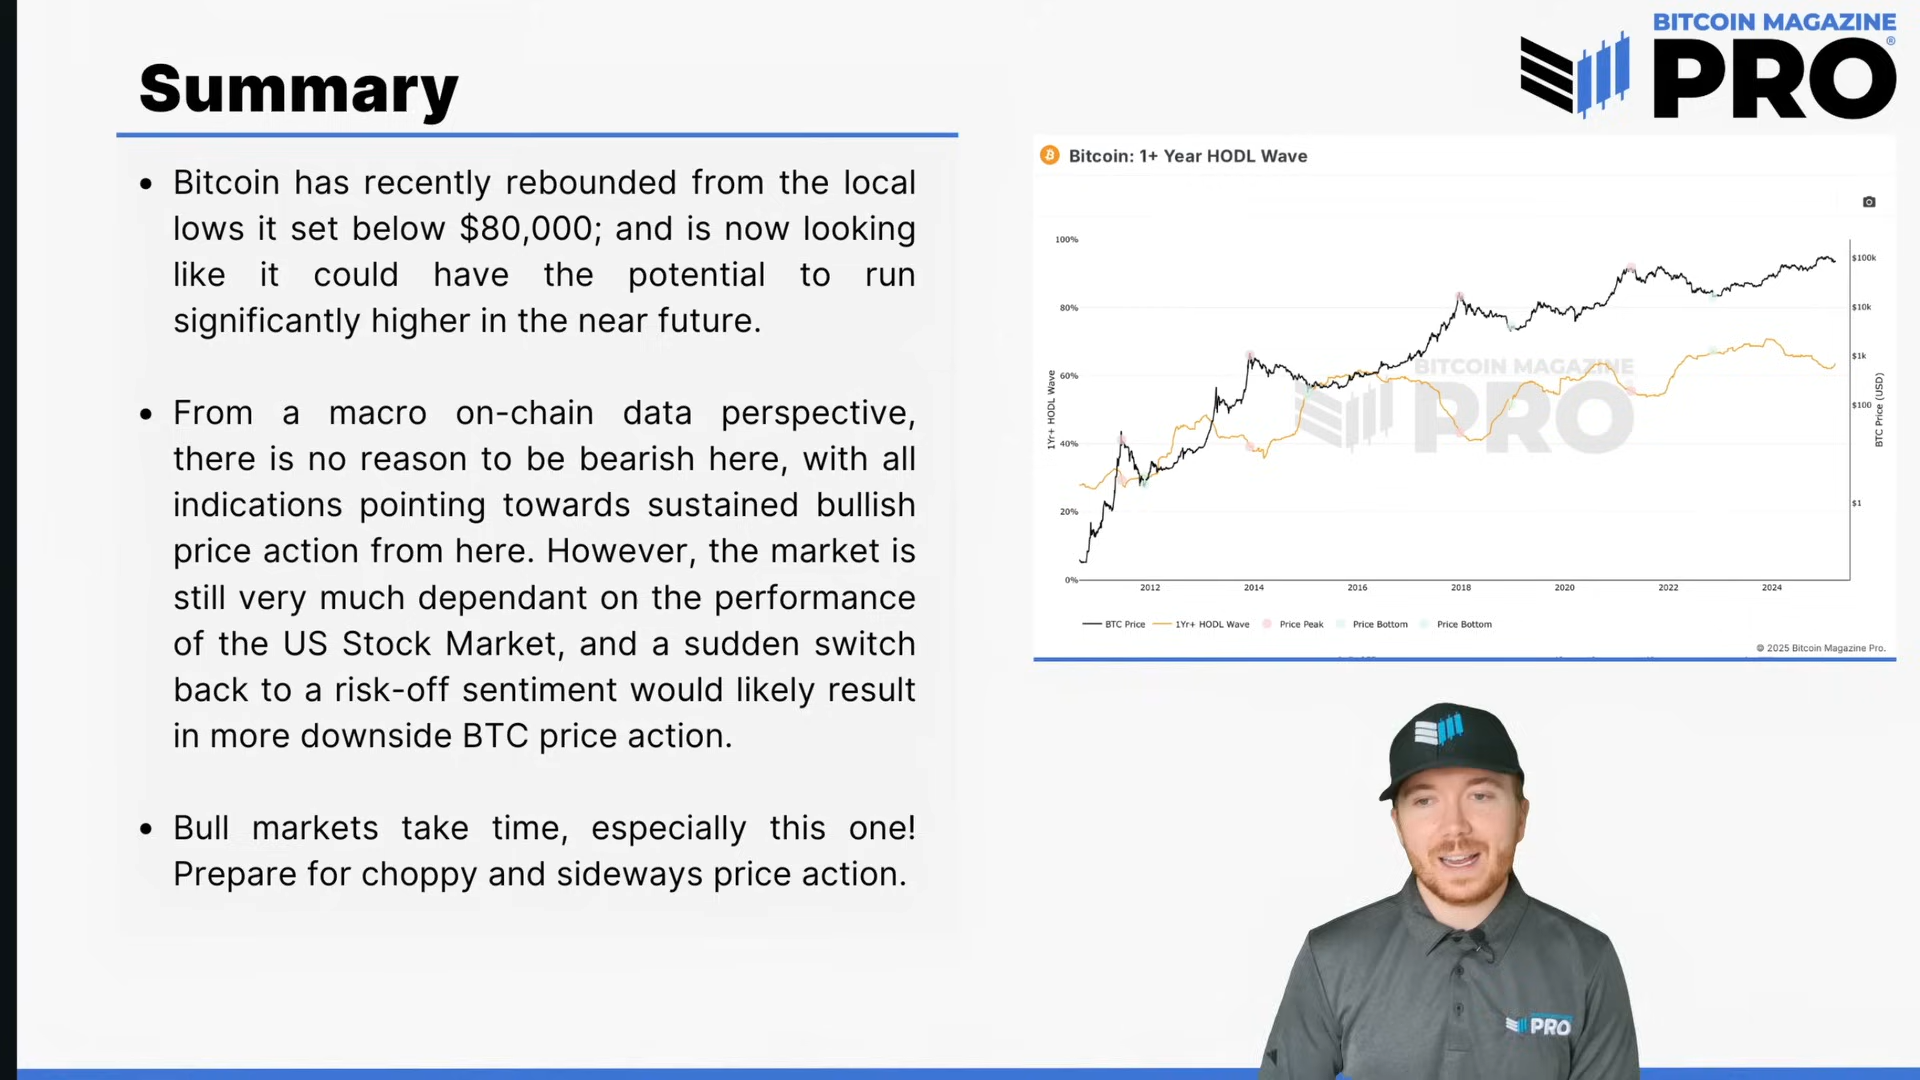 BITCOIN MAGAZINE
PRO®
Summary
• Bitcoin has recently rebounded from the local
lows it set below $80,000; and is now looking
like it could have the potential to run
significantly higher in the near future.
• From a macro on-chain data perspective,
there is no reason to be bearish here, with all
indications pointing towards sustained bullish
price action from here. However, the market is
still very much dependant on the performance
of the US Stock Market, and a sudden switch
back to a risk-off sentiment would likely result
in more downside BTC price action.
• Bull markets take time, especially this one!
Prepare for choppy and sideways price action.
Bitcoin: 1+ Year HODL Wave
100%
80%
60%
40%
20%
0%
1Yr+ HODL Wave
$100k
$10k
$1k
$100
$1
BTC Price (USD)
BITCOIN MAGAZINE
PRO
2012 2014 2016 2018 2020 2022 2024
BTC Price 1Yr+ HODL Wave Price Peak Price Bottom Price Bottom
© 2025 Bitcoin Magazine Pro.
PRO